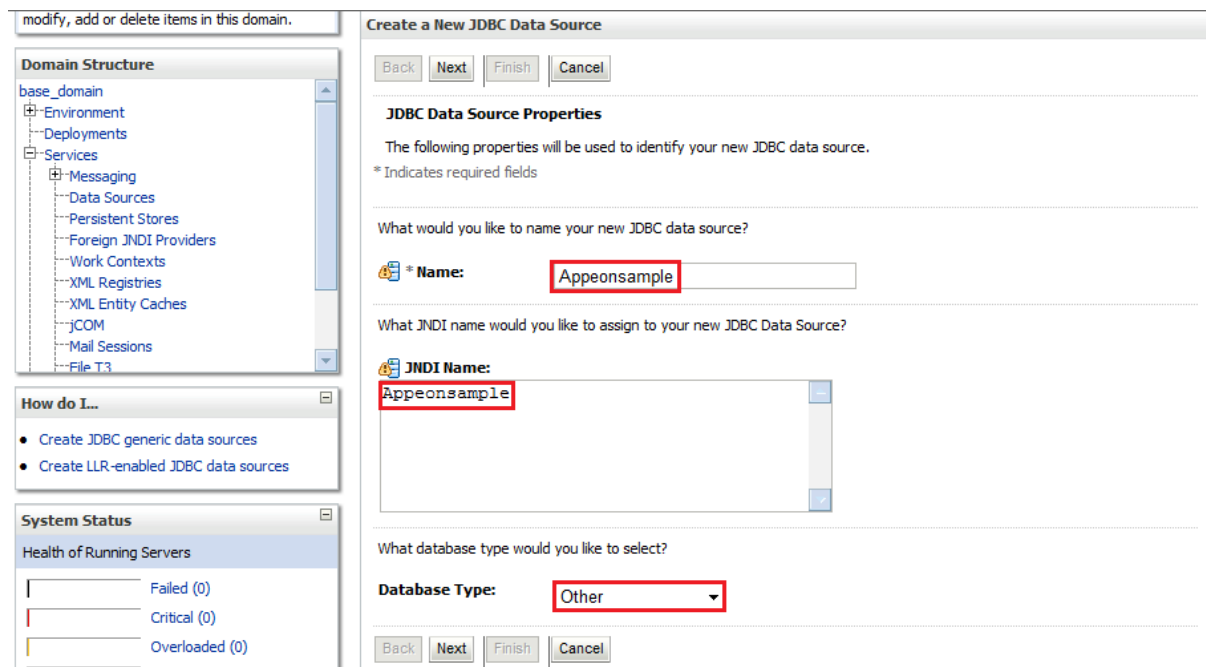 modify, add or delete items in this domain.
Domain Structure
base_domain
Environment
Deployments
Services
Messaging
Data Sources
Persistent Stores
Foreign JNDI Providers
Work Contexts
XML Registries
XML Entity Caches
jCOM
Mail Sessions
File T3
How do I...
Create JDBC generic data sources
Create LLR-enabled JDBC data sources
System Status
Health of Running Servers
Failed (0)
Critical (0)
Overloaded (0)
Create a New JDBC Data Source
Back Next Finish Cancel
JDBC Data Source Properties
The following properties will be used to identify your new JDBC data source.
* Indicates required fields
What would you like to name your new JDBC data source?
* Name: Appeonsample
What JNDI name would you like to assign to your new JDBC Data Source?
JNDI Name:
Appeonsample
What database type would you like to select?
Database Type: Other
Back Next Finish Cancel